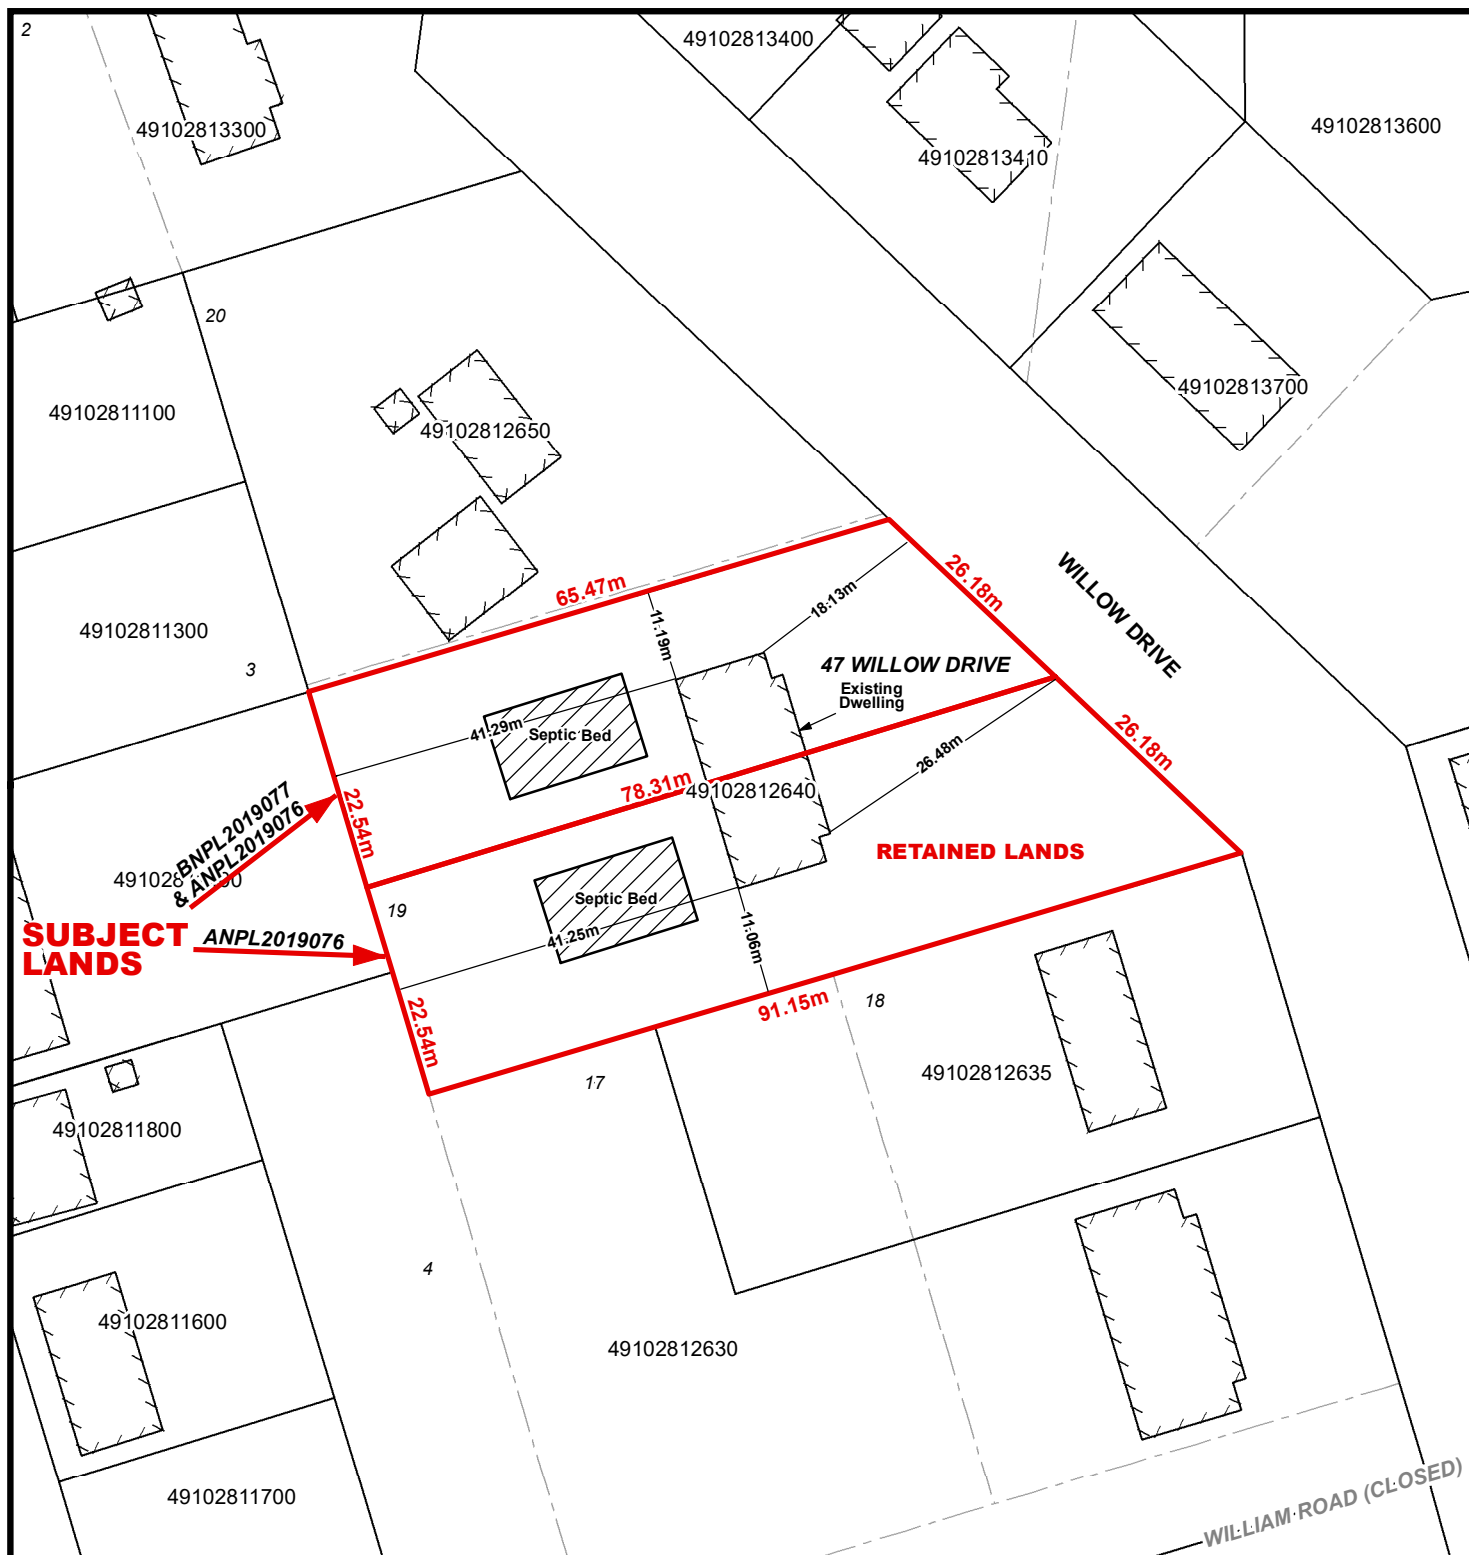 2
49102813400
49102813300
49102813410
49102813600
20
49102811100
49102812650
49102813700
49102811300
3
65.47m
26.18m
WILLOW DRIVE
18.13m
11.19m
47 WILLOW DRIVE
Existing
Dwelling
41.29m
Septic Bed
26.48m
26.18m
78.31m
49102812640
22.54m
BNPL2019077
& ANPL2019076
RETAINED LANDS
19
Septic Bed
SUBJECT
LANDS
ANPL2019076
41.25m
11.06m
22.54m
91.15m
18
17
49102812635
49102811800
4
49102811600
49102812630
49102811700
WILLIAM ROAD (CLOSED)